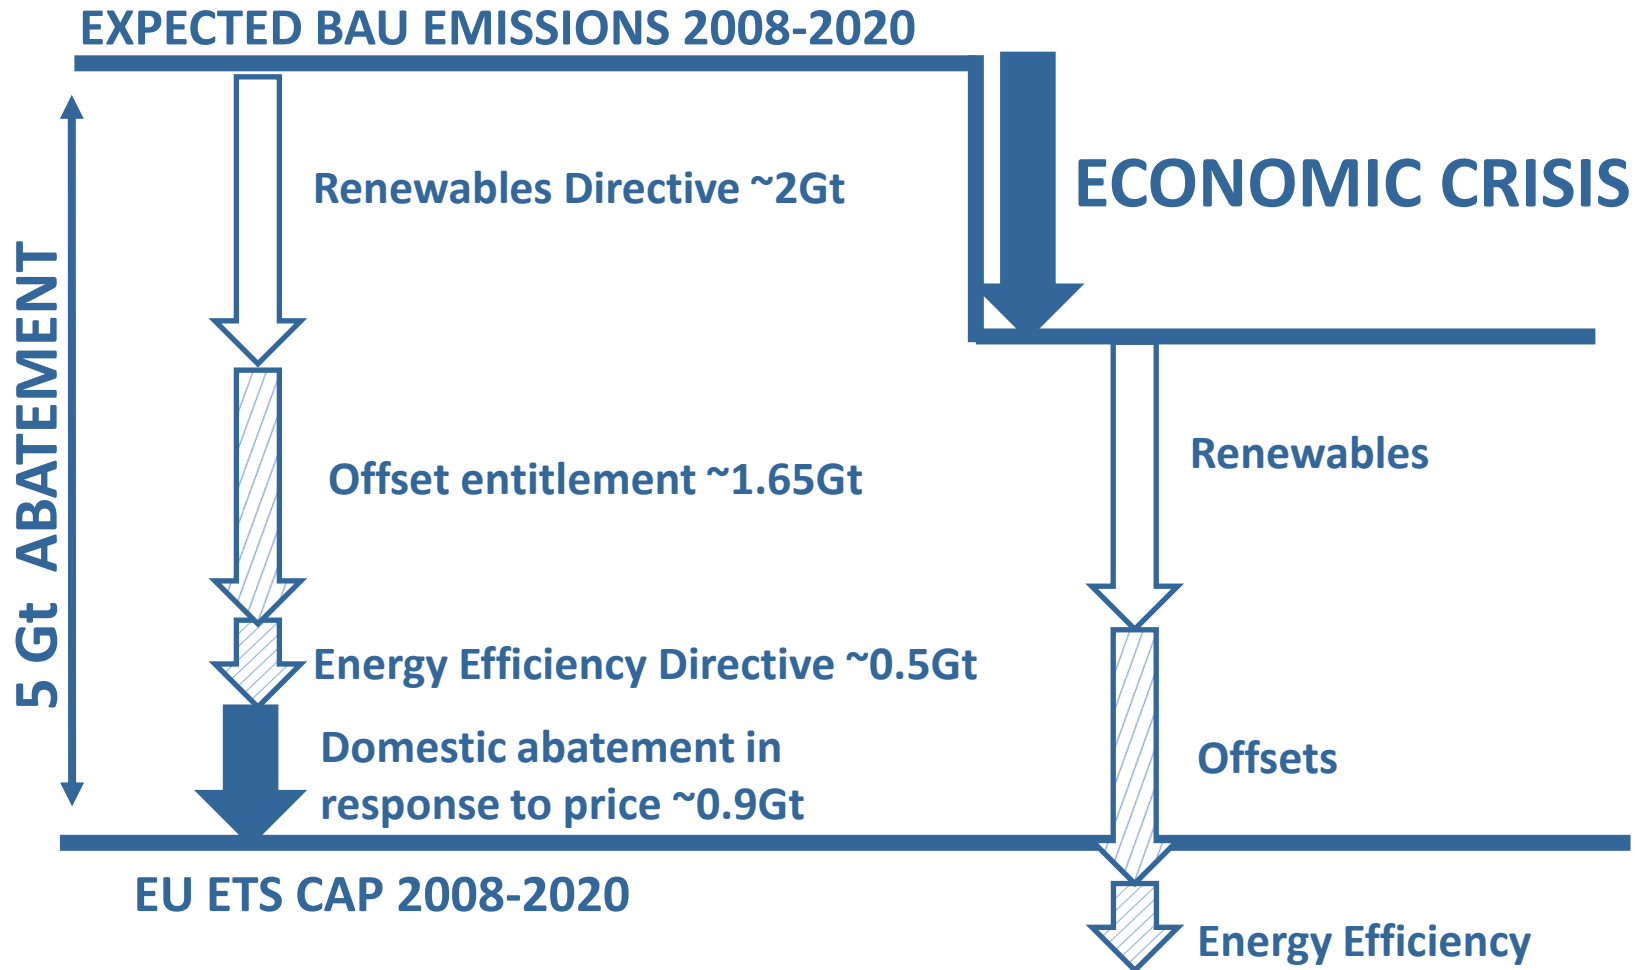 EXPECTED BAU EMISSIONS 2008-2020
ECONOMIC CRISIS
Renewables Directive ~2Gt
5 Gt ABATEMENT
Renewables
Offset entitlement ~1.65Gt
Energy Efficiency Directive ~0.5Gt
Domestic abatement in
response to price ~0.9Gt
Offsets
EU ETS CAP 2008-2020
Energy Efficiency